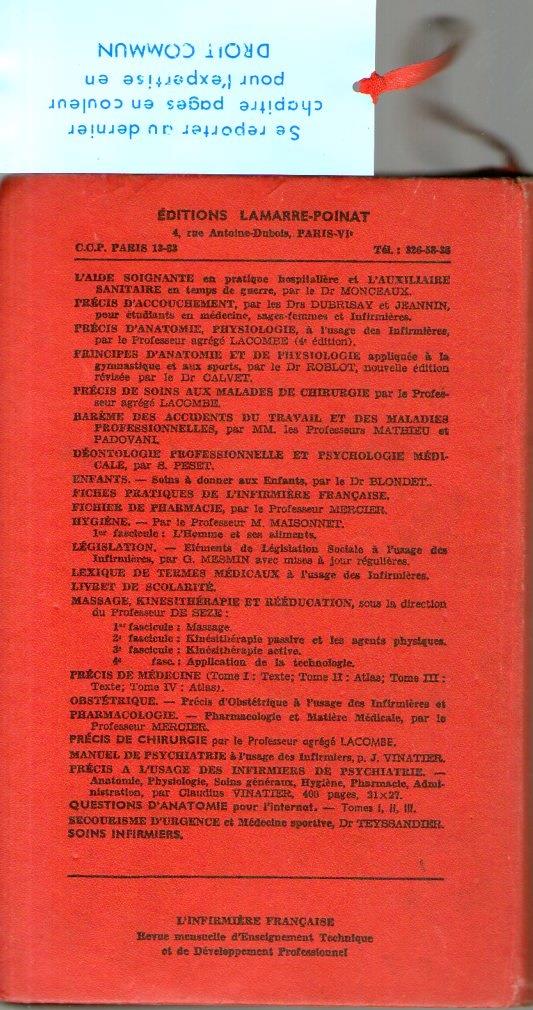 Se reporter au dernier
chapitre pages en couleur
pour l'expertise en
DROIT COMMUN
ÉDITIONS LAMARRE-POINAT
4, rue Antoine-Dubois, PARIS-VIe
C.C.P. PARIS 13-63 Tél. : 326-58-38
L'AIDE SOIGNANTE en pratique hospitalière et L'AUXILIAIRE
SANITAIRE en temps de guerre, par le Dr MONCEAUX.
PRÉCIS D'ACCOUCHEMENT, par les Drs DUBRISAY et JEANNIN,
pour étudiants en médecine, sages-femmes et Infirmières.
PRÉCIS D'ANATOMIE, PHYSIOLOGIE, à l'usage des Infirmières,
par le Professeur agrégé LACOMBE (4e édition).
PRINCIPES D'ANATOMIE ET DE PHYSIOLOGIE appliquée à la
gymnastique et aux sports, par le Dr ROBLOT, nouvelle édition
révisée par le Dr CALVET.
PRÉCIS DE SOINS AUX MALADES DE CHIRURGIE par le Profes-
seur agrégé LACOMBE.
BARÈME DES ACCIDENTS DU TRAVAIL ET DES MALADIES
PROFESSIONNELLES, par MM. les Professeurs MATHIEU et
PADOVANI.
DÉONTOLOGIE PROFESSIONNELLE ET PSYCHOLOGIE MÉDI-
CALE, par S. PESET.
ENFANTS. — Soins à donner aux Enfants, par le Dr BLONDET..
FICHES PRATIQUES DE L'INFIRMIÈRE FRANÇAISE.
FICHIER DE PHARMACIE, par le Professeur MERCIER.
HYGIÈNE. — Par le Professeur M. MAISONNET.
1er fascicule : L'Homme et ses aliments.
LÉGISLATION. — Eléments de Législation Sociale à l'usage des
Infirmières, par G. MESMIN avec mises à jour régulières.
LEXIQUE DE TERMES MÉDICAUX à l'usage des Infirmières.
LIVRET DE SCOLARITÉ.
MASSAGE, KINESITHÉRAPIE ET RÉÉDUCATION, sous la direction
du Professeur DE SEZE :
1er fascicule : Massage.
2e fascicule : Kinésithérapie passive et les agents physiques.
3e fascicule : Kinésithérapie active.
4e fasc. : Application de la technologie.
PRÉCIS DE MÉDECINE (Tome I : Texte; Tome II : Atlas; Tome III :
Texte; Tome IV : Atlas).
OBSTÉTRIQUE. — Précis d'Obstétrique à l'usage des Infirmières et
PHARMACOLOGIE. — Pharmacologie et Matière Médicale, par le
Professeur MERCIER.
PRÉCIS DE CHIRURGIE par le Professeur agrégé LACOMBE.
MANUEL DE PSYCHIATRIE à l'usage des Infirmiers, p. J. VINATIER.
PRÉCIS A L'USAGE DES INFIRMIERS DE PSYCHIATRIE. —
Anatomie, Physiologie, Soins généraux, Hygiène, Pharmacie, Admi-
nistration, par Claudius VINATIER, 408 pages, 21×27.
QUESTIONS D'ANATOMIE pour l'internat. — Tomes I, II, III.
SECOURISME D'URGENCE et Médecine sportive, Dr TEYSSANDIER.
SOINS INFIRMIERS.
L'INFIRMIÈRE FRANÇAISE
Revue mensuelle d'Enseignement Technique
et de Développement Professionnel